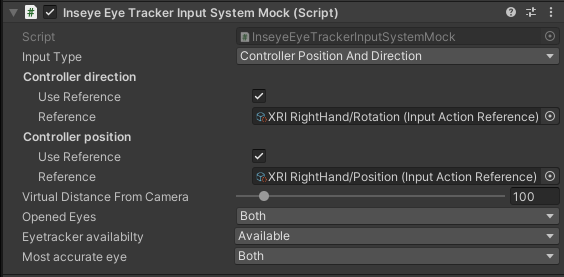 Inseye Eye Tracker Input System Mock (Script)
Script InseyeEyeTrackerInputSystemMock
Input Type Controller Position And Direction
Controller direction
Use Reference
Reference XRI RightHand/Rotation (Input Action Reference)
Controller position
Use Reference
Reference XRI RightHand/Position (Input Action Reference)
Virtual Distance From Camera 100
Opened Eyes Both
Eyetracker availabilty Available
Most accurate eye Both